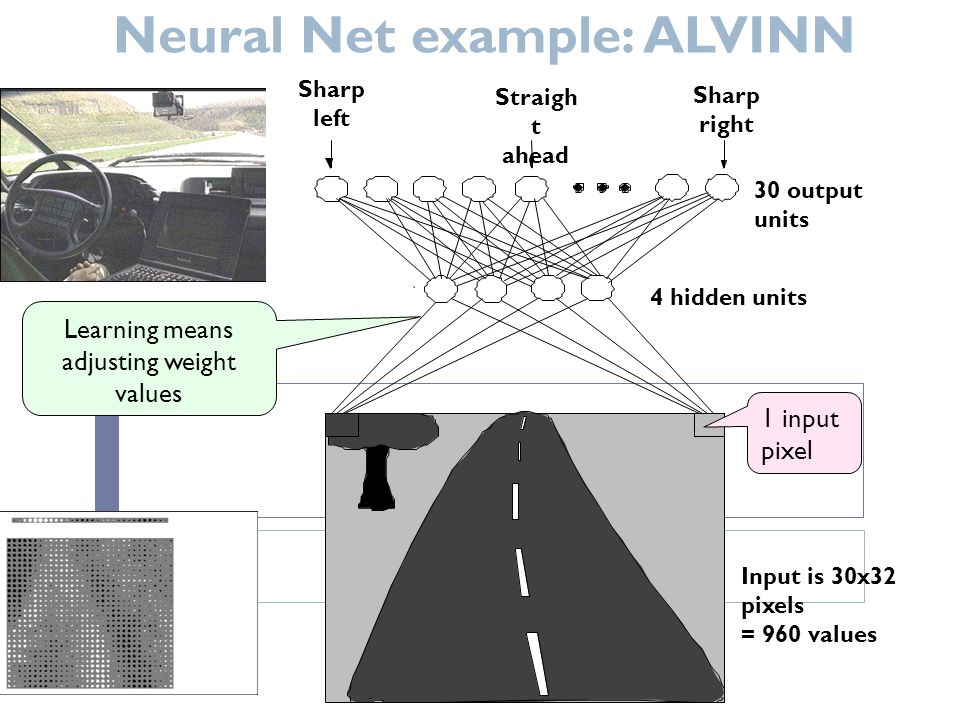 Neural Net example: ALVINN
Sharp
left
Straigh
t
ahead
Sharp
right
30 output
units
4 hidden units
Learning means
adjusting weight
values
1 input
pixel
Input is 30x32
pixels
= 960 values